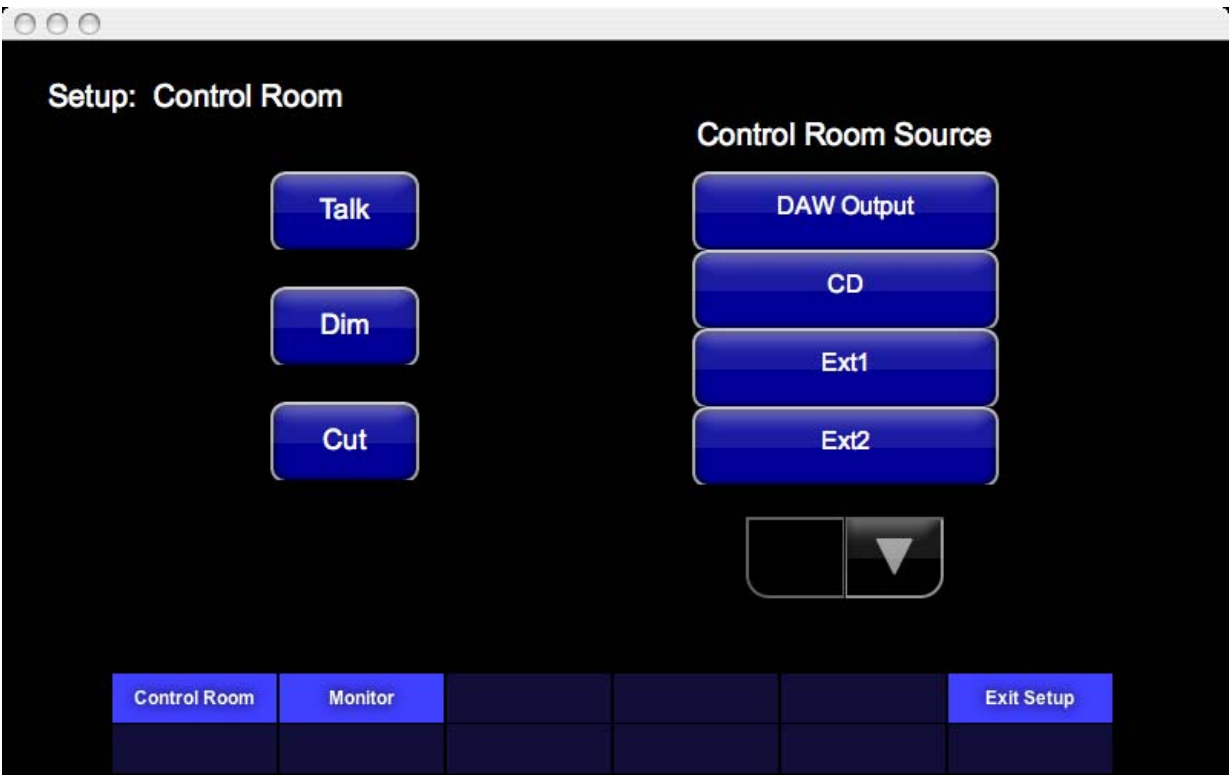 Setup: Control Room
Control Room Source
Talk
DAW Output
CD
Dim
Ext1
Cut
Ext2
Control Room
Monitor
Exit Setup